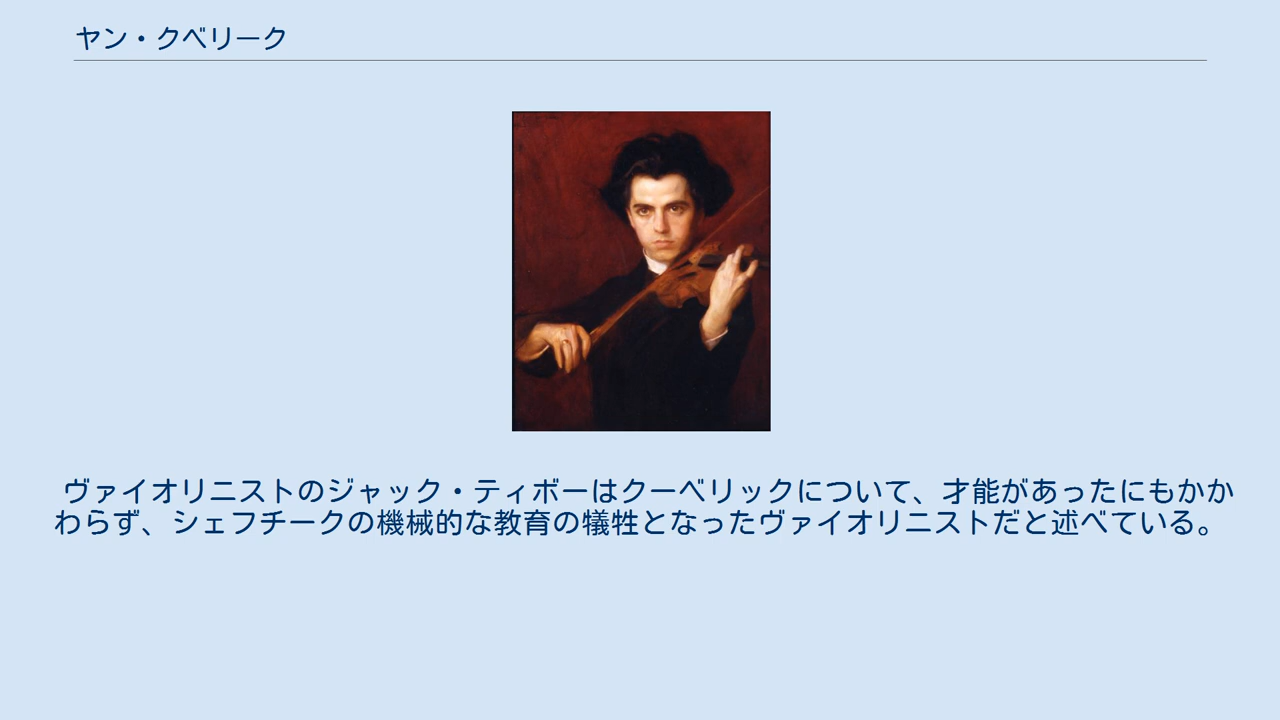 ヤン・クベリーク
ヴァイオリニストのジャック・ティボーはクーベリックについて、才能があったにもかか
わらず、シェフチークの機械的な教育の犠牲となったヴァイオリニストだと述べている。